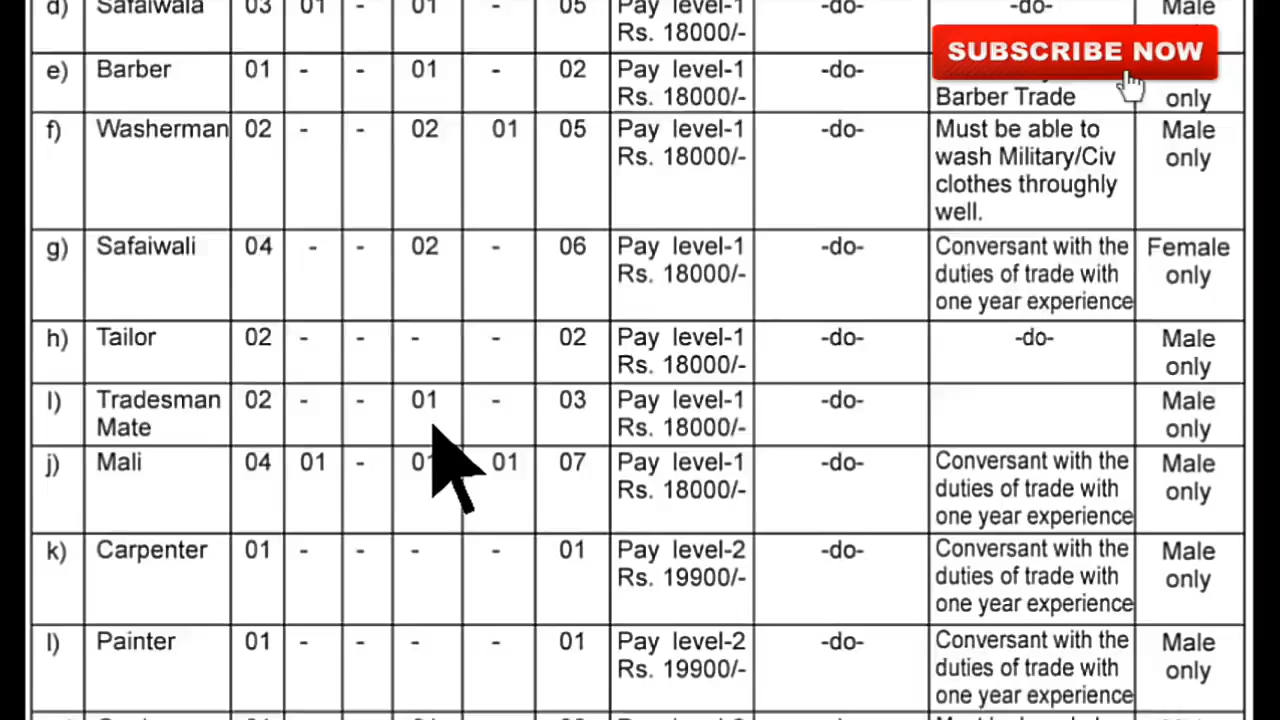 d) Safaiwala 03 01 - 01 - 05 Pay level-1 -do- -do- Male
Rs. 18000/-
SUBSCRIBE NOW
e) Barber 01 - - 01 - 02 Pay level-1 -do-
Rs. 18000/- Barber Trade only
f) Washerman 02 - - 02 01 05 Pay level-1 -do- Must be able to Male
Rs. 18000/- wash Military/Civ only
clothes throughly
well.
g) Safaiwali 04 - - 02 - 06 Pay level-1 -do- Conversant with the Female
Rs. 18000/- duties of trade with only
one year experience
h) Tailor 02 - - - - 02 Pay level-1 -do- -do- Male
Rs. 18000/- only
l) Tradesman 02 - - 01 - 03 Pay level-1 -do- Male
Mate Rs. 18000/- only
j) Mali 04 01 - 01 01 07 Pay level-1 -do- Conversant with the Male
Rs. 18000/- duties of trade with only
one year experience
k) Carpenter 01 - - - - 01 Pay level-2 -do- Conversant with the Male
Rs. 19900/- duties of trade with only
one year experience
l) Painter 01 - - - - 01 Pay level-2 -do- Conversant with the Male
Rs. 19900/- duties of trade with only
one year experience